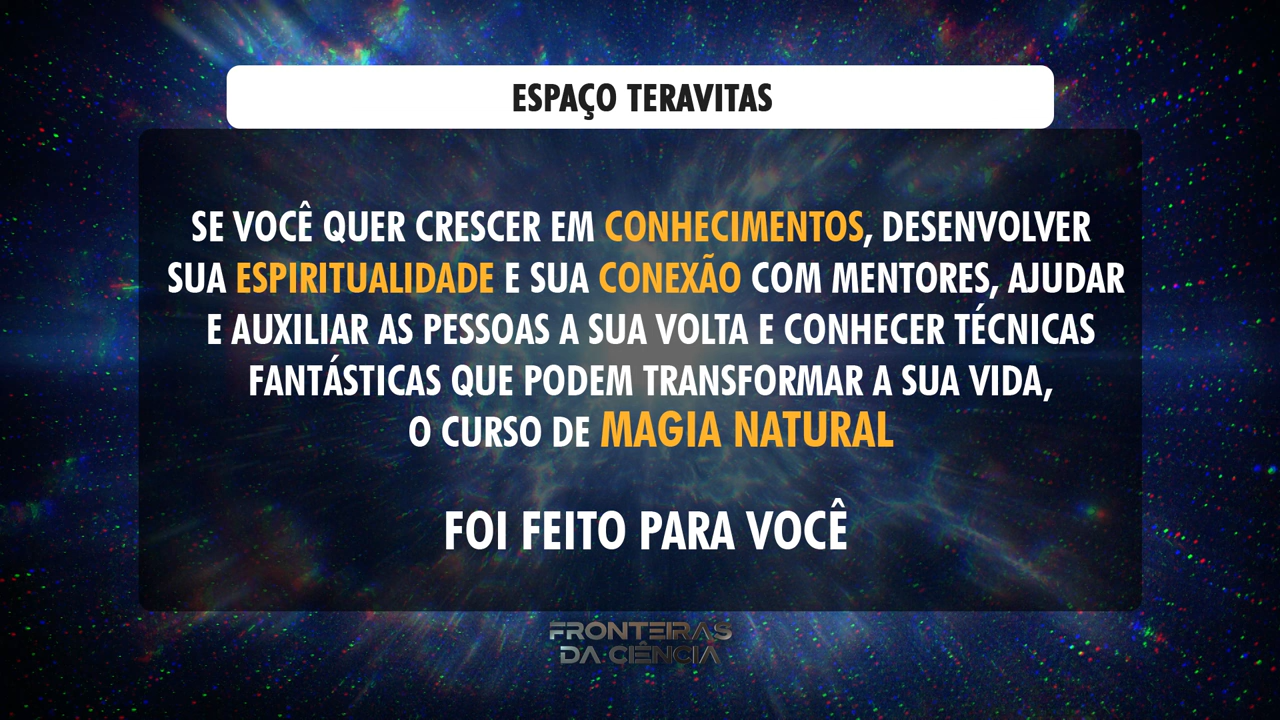 ESPAÇO TERAVITAS
SE VOCÊ QUER CRESCER EM CONHECIMENTOS, DESENVOLVER
SUA ESPIRITUALIDADE E SUA CONEXÃO COM MENTORES, AJUDAR
E AUXILIAR AS PESSOAS A SUA VOLTA E CONHECER TÉCNICAS
FANTÁSTICAS QUE PODEM TRANSFORMAR A SUA VIDA,
O CURSO DE MAGIA NATURAL
FOI FEITO PARA VOCÊ
FRONTEIRAS
DA CIÊNCIA